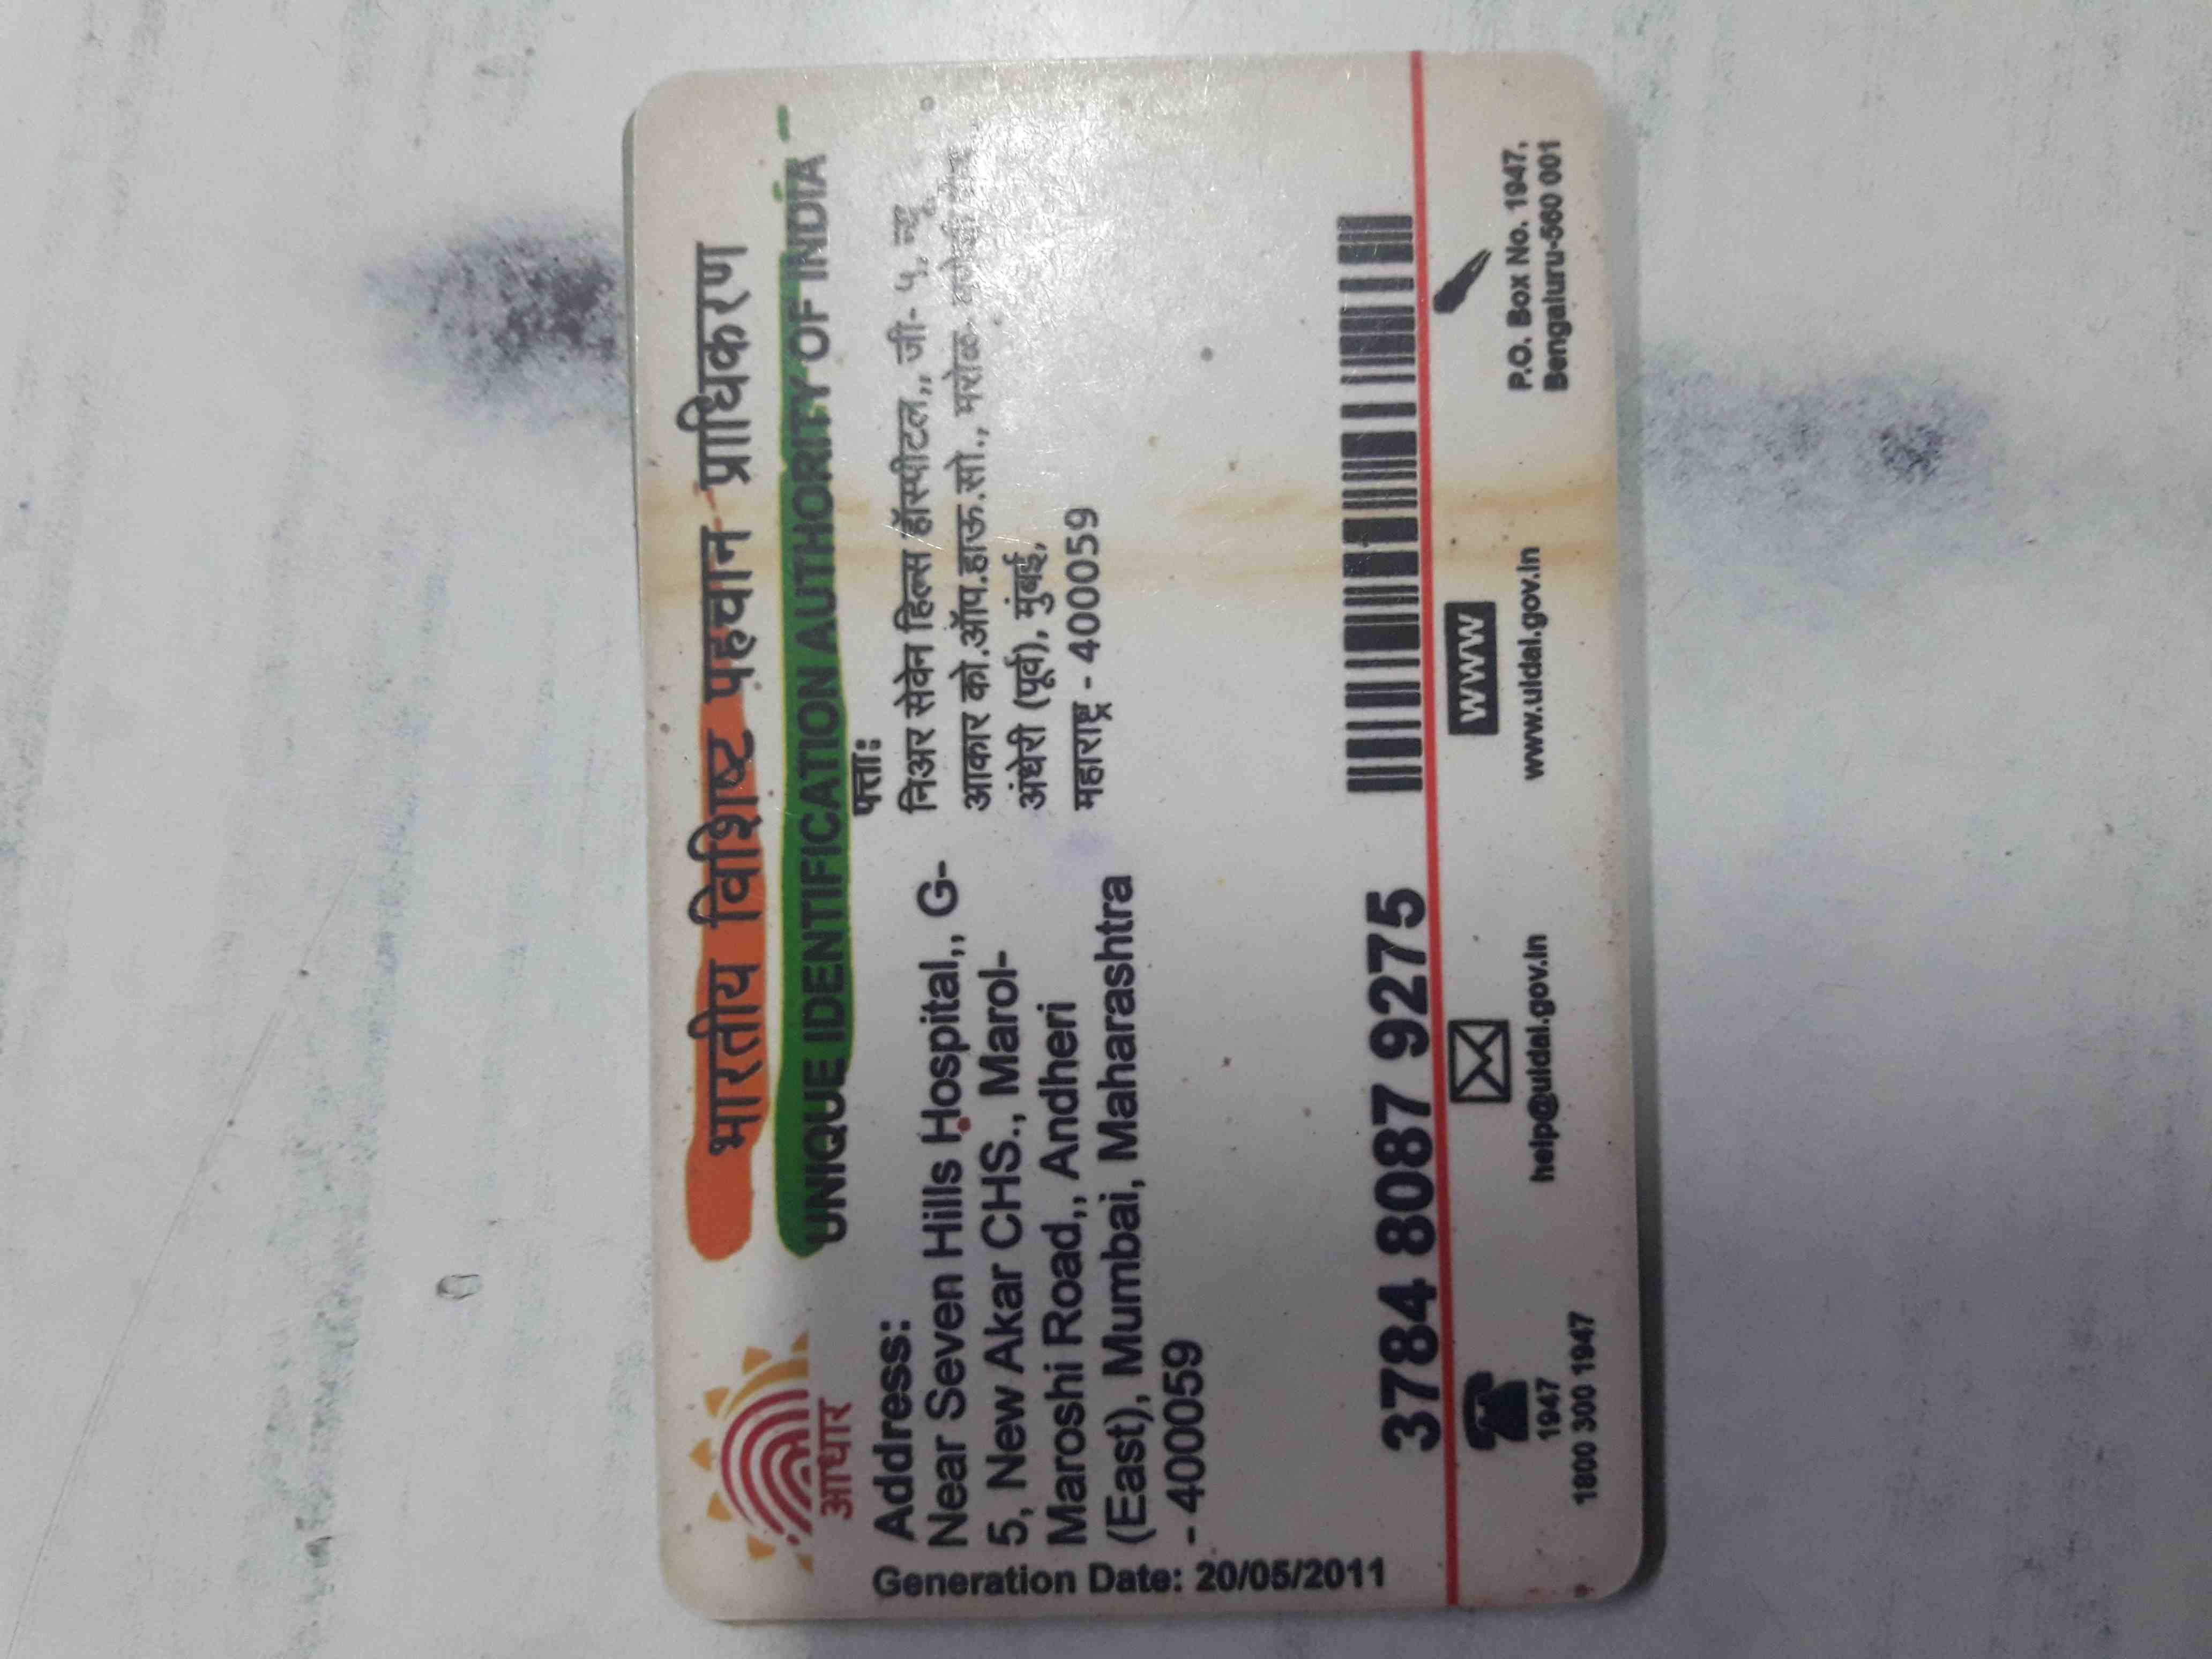 भारतीय विशिष्ट पहचान प्राधिकरण
UNIQUE IDENTIFICATION AUTHORITY OF INDIA
आधार
Address:
Near Seven Hills Hospital,, G-
5, New Akar CHS., Marol-
Maroshi Road,, Andheri
(East), Mumbai, Maharashtra
- 400059
पत्ता:
निअर सेवेन हिल्स हॉस्पीटल,, जी- ५, न्यू
आकार को.ऑप.हाऊ.सो., मरोळ-
अंधेरी (पूर्व), मुंबई,
महाराष्ट्र - 400059
Generation Date: 20/05/2011
3784 8087 9275
1947
1800 300 1947
help@uidai.gov.in
WWW
www.uidai.gov.in
P.O. Box No. 1947,
Bengaluru-560 001